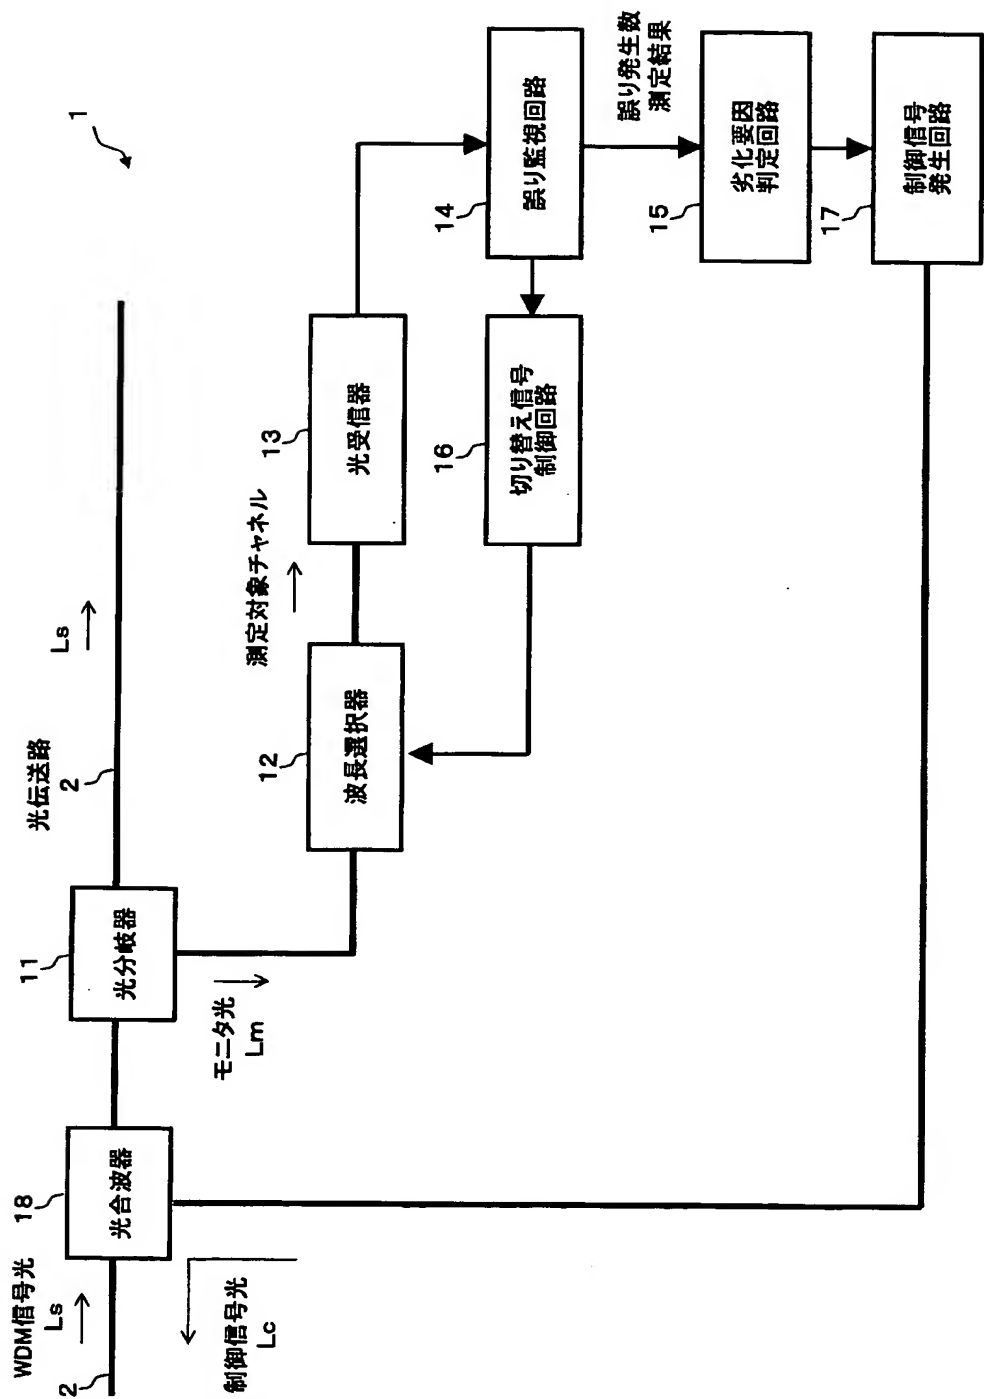 WDM信号光
Ls
2
18
光合波器
制御信号光
Lc
11
光分岐器
モニタ光
Lm
光伝送路
2
Ls
1
12
波長選択器
測定対象チャネル
13
光受信器
14
誤り監視回路
16
切り替え信号
制御回路
誤り発生数
測定結果
15
劣化要因
判定回路
17
制御信号
発生回路